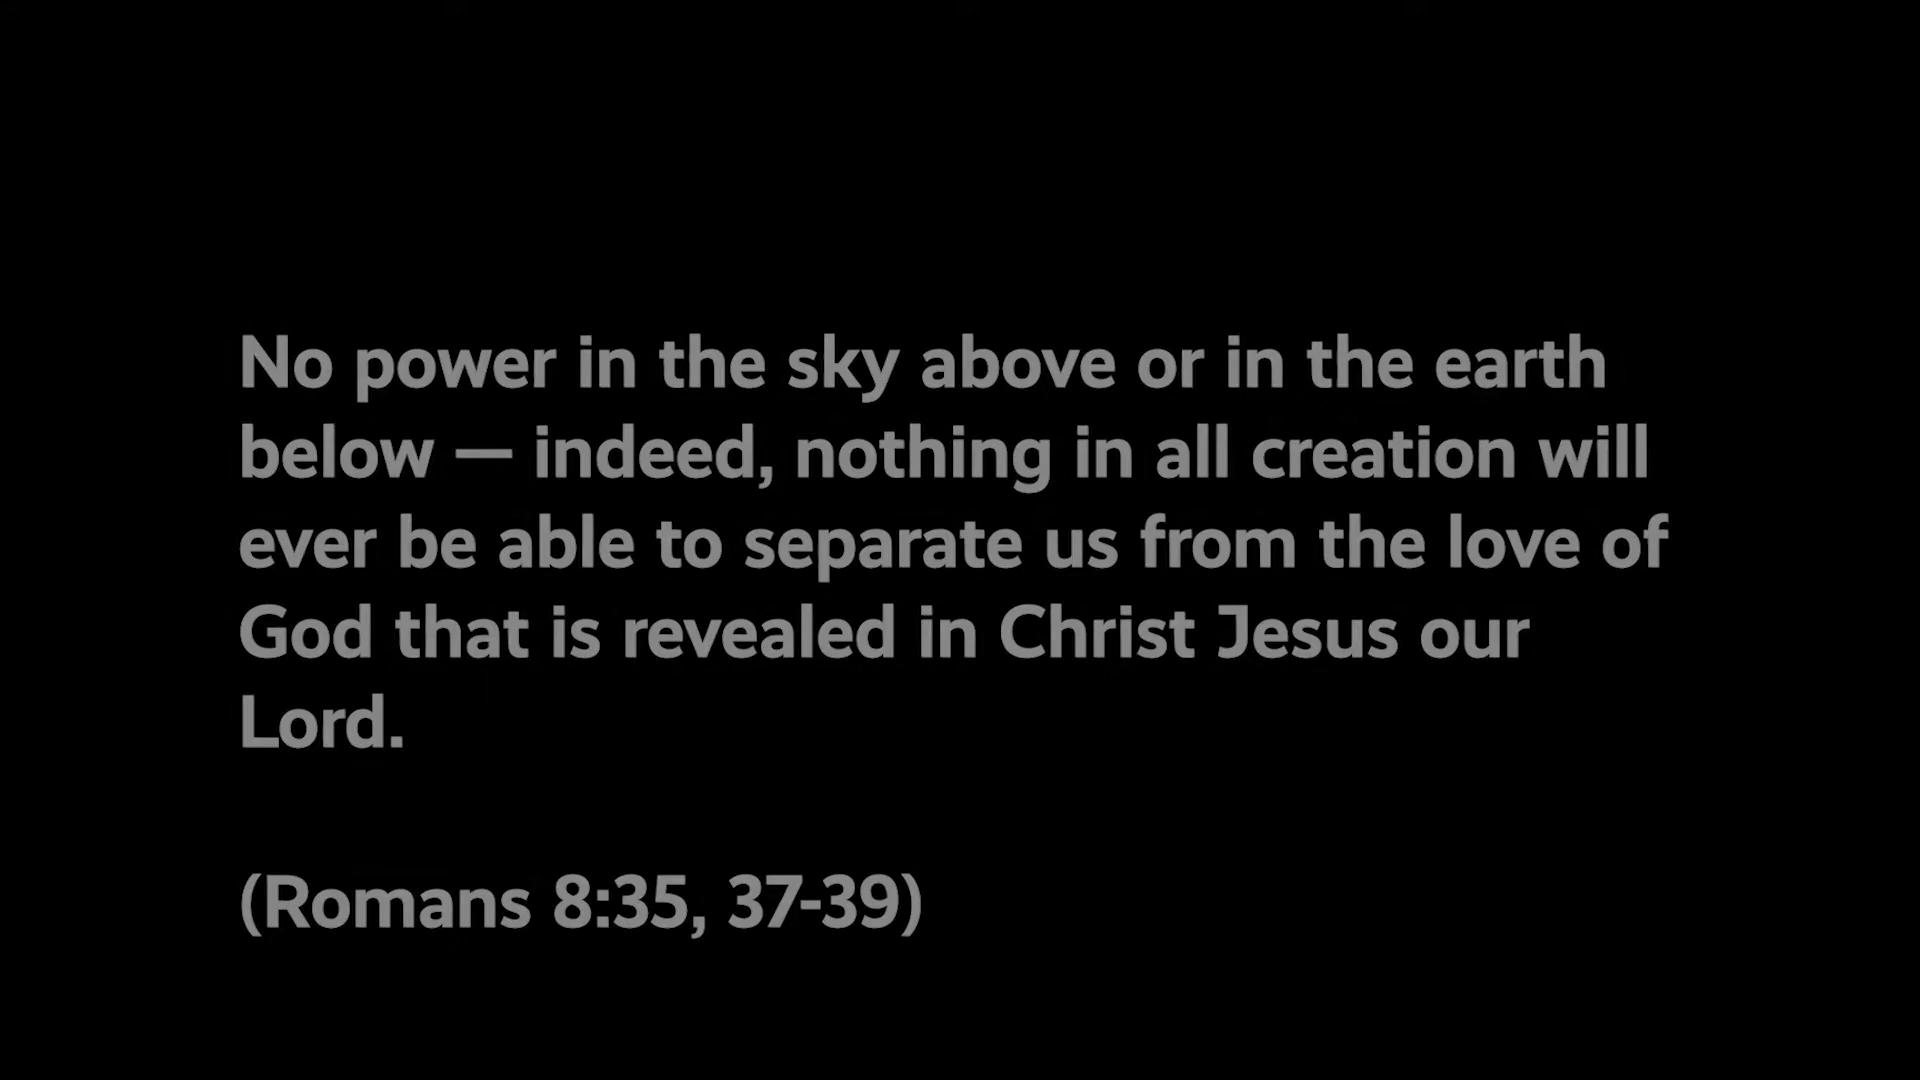 No power in the sky above or in the earth
below — indeed, nothing in all creation will
ever be able to separate us from the love of
God that is revealed in Christ Jesus our
Lord.
(Romans 8:35, 37-39)